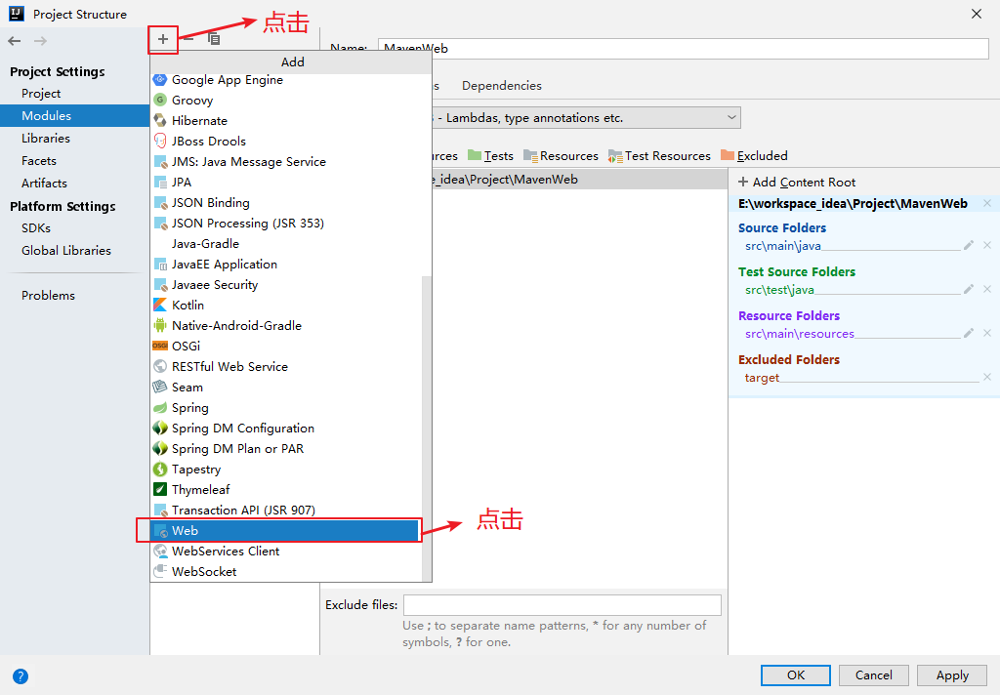 Project Structure
点击
Project Settings
Project
Modules
Libraries
Facets
Artifacts
Platform Settings
SDKs
Global Libraries
Problems
Add
Google App Engine
Groovy
Hibernate
JBoss Drools
JMS: Java Message Service
JPA
JSON Binding
JSON Processing (JSR 353)
Java-Gradle
JavaEE Application
Javaee Security
Kotlin
Native-Android-Gradle
OSGi
RESTful Web Service
Seam
Spring
Spring DM Configuration
Spring DM Plan or PAR
Tapestry
Thymeleaf
Transaction API (JSR 907)
Web
WebServices Client
WebSocket
点击
Name: MavenWeb
s Dependencies
- Lambdas, type annotations etc.
urces Tests Resources Test Resources Excluded
e_idea\Project\MavenWeb
+ Add Content Root
E:\workspace_idea\Project\MavenWeb
Source Folders
src\main\java
Test Source Folders
src\test\java
Resource Folders
src\main\resources
Excluded Folders
target
Exclude files:
Use ; to separate name patterns, * for any number of
symbols, ? for one.
? OK Cancel Apply